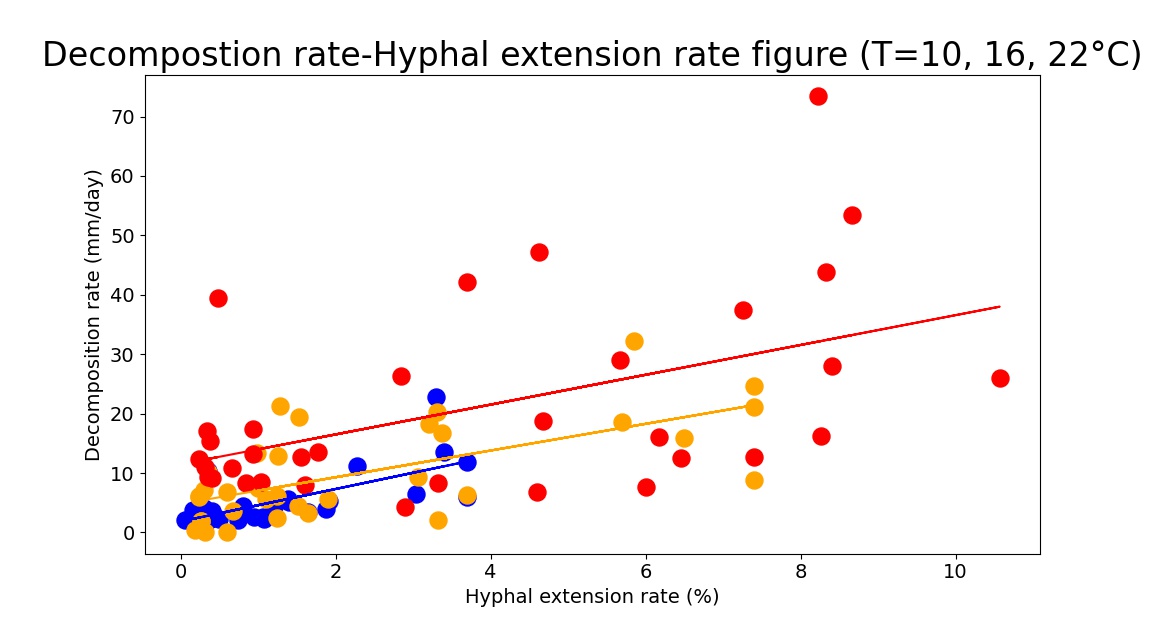 Decompostion rate-Hyphal extension rate figure (T=10, 16, 22°C)
Decomposition rate (mm/day)
70
60
50
40
30
20
10
0
0 2 4 6 8 10
Hyphal extension rate (%)